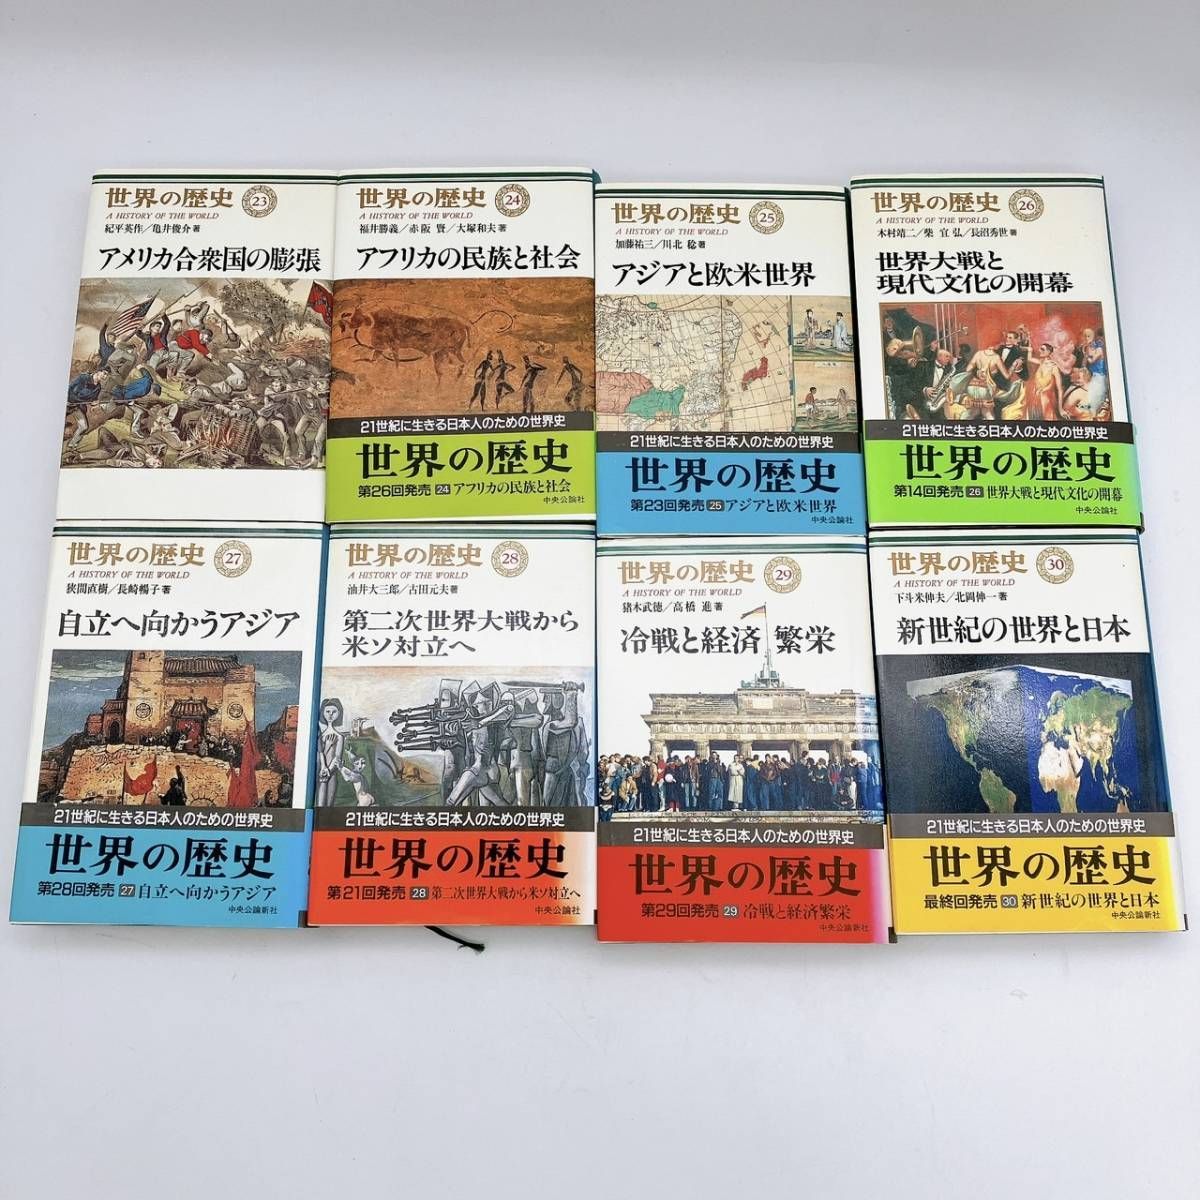 世界の歴史 23
A HISTORY OF THE WORLD
紀平英作／亀井俊介 著
アメリカ合衆国の膨張
世界の歴史 24
A HISTORY OF THE WORLD
福井勝義／赤阪 賢／大塚和夫 著
アフリカの民族と社会
21世紀に生きる日本人のための世界史
世界の歴史
第26回発売 24 アフリカの民族と社会
中央公論社
世界の歴史 25
A HISTORY OF THE WORLD
加藤祐三／川北 稔 著
アジアと欧米世界
21世紀に生きる日本人のための世界史
世界の歴史
第23回発売 25 アジアと欧米世界
中央公論社
世界の歴史 26
A HISTORY OF THE WORLD
木村靖二／柴 宜弘／長沼秀世 著
世界大戦と
現代文化の開幕
21世紀に生きる日本人のための世界史
世界の歴史
第14回発売 26 世界大戦と現代文化の開幕
中央公論社
世界の歴史 27
A HISTORY OF THE WORLD
狭間直樹／長崎暢子 著
自立へ向かうアジア
21世紀に生きる日本人のための世界史
世界の歴史
第28回発売 27 自立へ向かうアジア
中央公論新社
世界の歴史 28
A HISTORY OF THE WORLD
油井大三郎／古田元夫 著
第二次世界大戦から
米ソ対立へ
21世紀に生きる日本人のための世界史
世界の歴史
第21回発売 28 第二次世界大戦から米ソ対立へ
中央公論社
世界の歴史 29
A HISTORY OF THE WORLD
猪木武徳／高橋 進 著
冷戦と経済繁栄
21世紀に生きる日本人のための世界史
世界の歴史
第29回発売 29 冷戦と経済繁栄
中央公論新社
世界の歴史 30
A HISTORY OF THE WORLD
下斗米伸夫／北岡伸一 著
新世紀の世界と日本
21世紀に生きる日本人のための世界史
世界の歴史
最終回発売 30 新世紀の世界と日本
中央公論新社